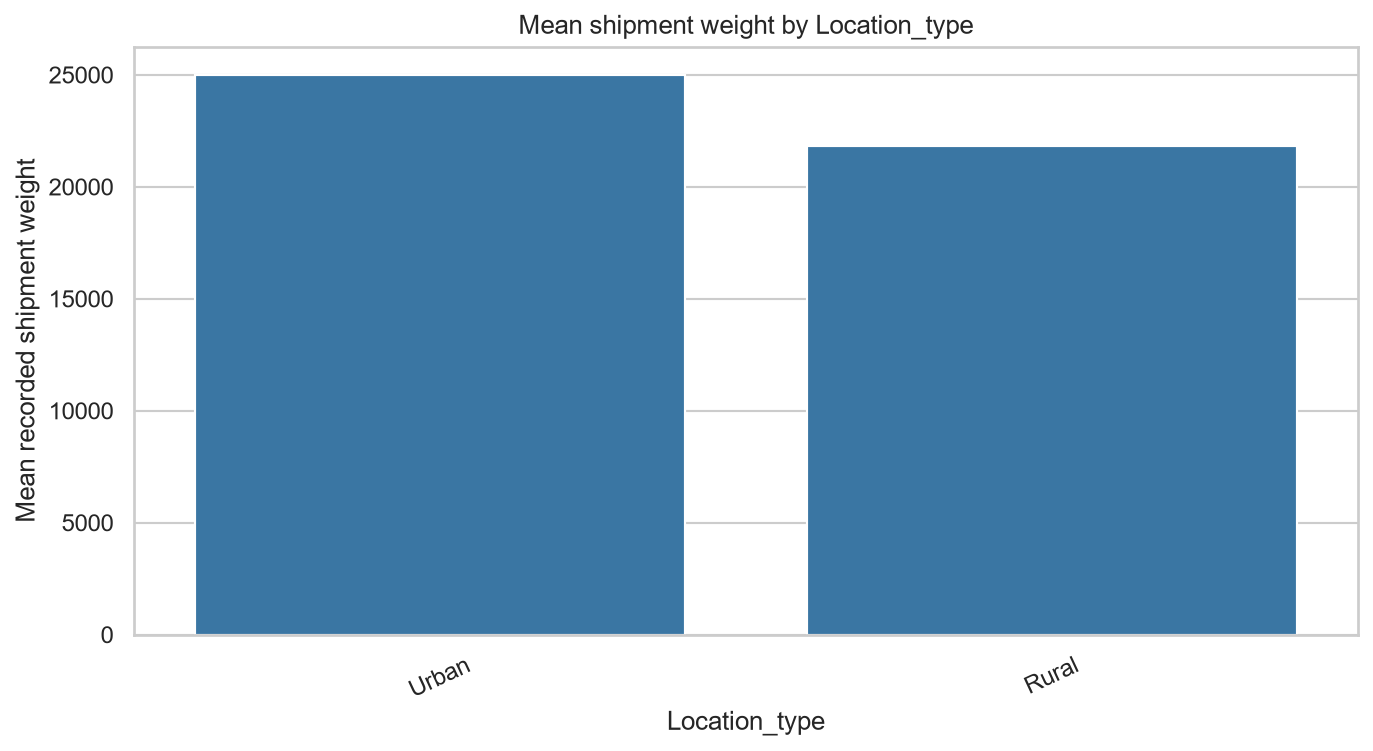 Mean shipment weight by Location_type
Mean recorded shipment weight
25000
20000
15000
10000
5000
0
Urban
Rural
Location_type